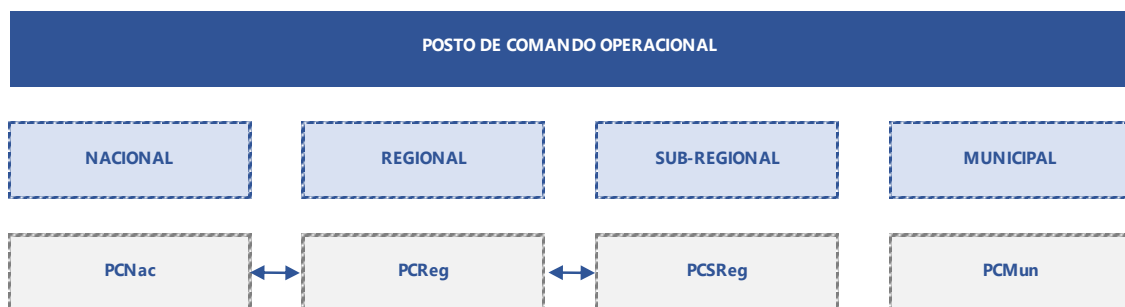 POSTO DE COMANDO OPERACIONAL
NACIONAL REGIONAL SUB-REGIONAL MUNICIPAL
PCNac PCReg PCSReg PCMun